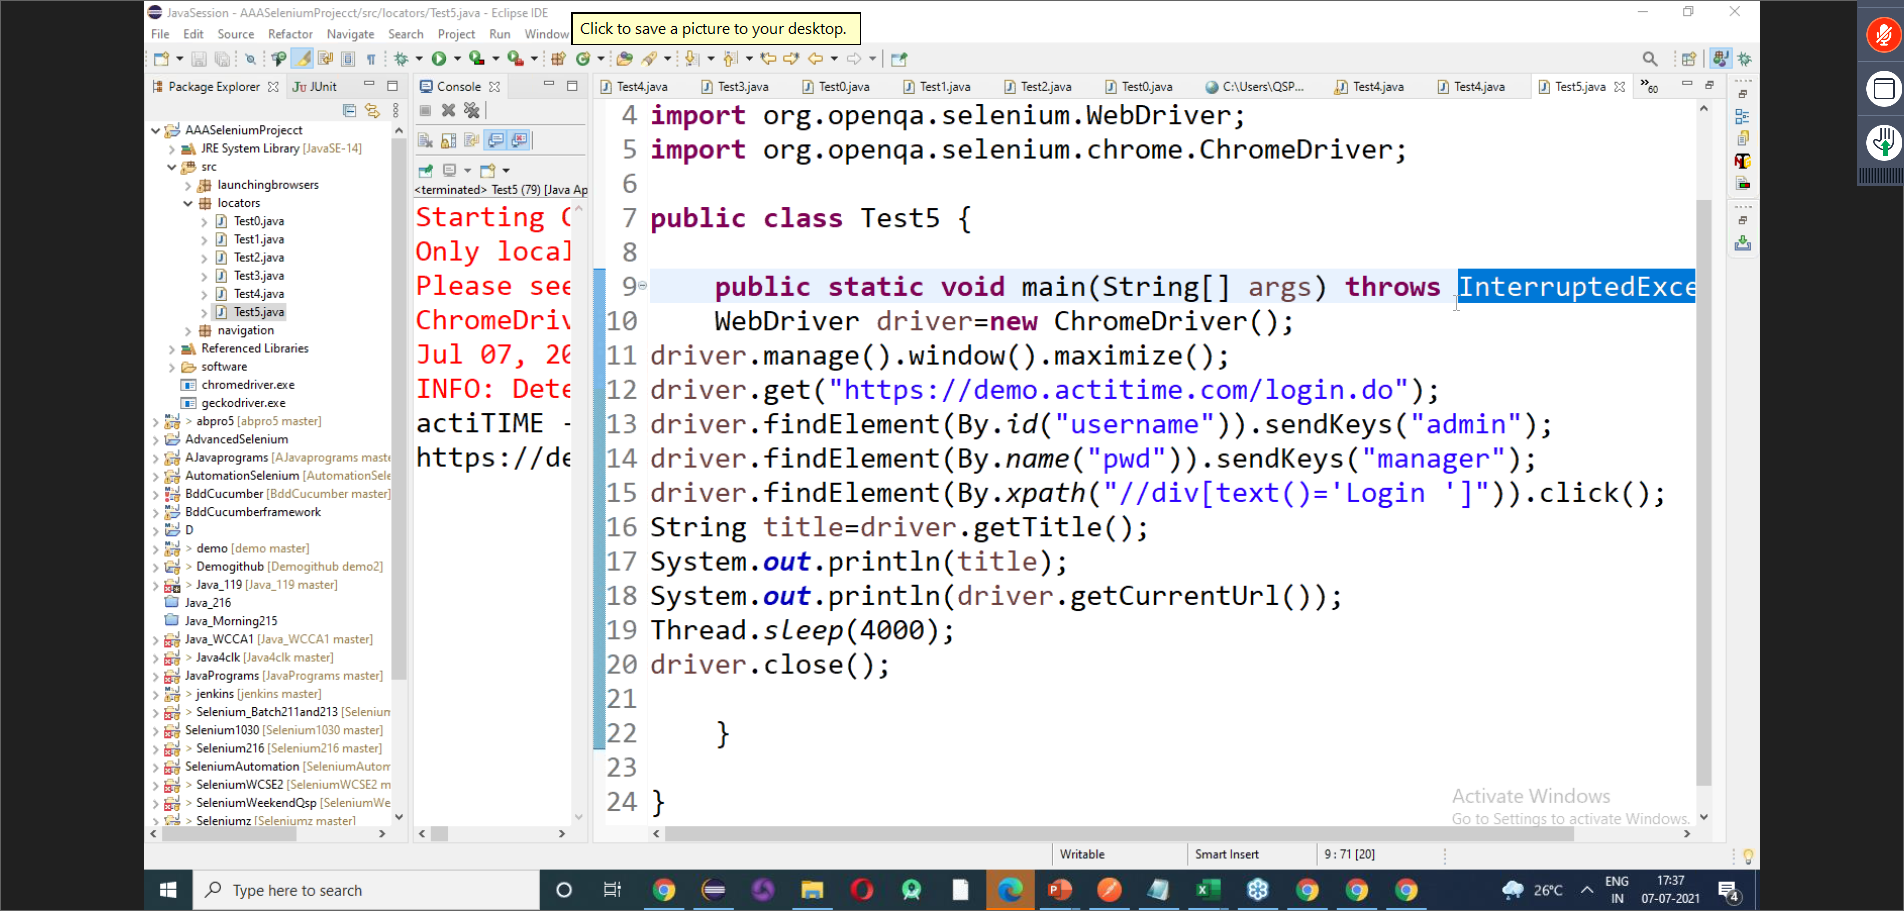 JavaSession - AAASeleniumProjecct/src/locators/Test5.java - Eclipse IDE
Click to save a picture to your desktop.
File Edit Source Refactor Navigate Search Project Run Window
Package Explorer JUnit
AAASeleniumProjecct
JRE System Library [JavaSE-14]
src
launchingbrowsers
locators
Test0.java
Test1.java
Test2.java
Test3.java
Test4.java
Test5.java
navigation
Referenced Libraries
software
chromedriver.exe
geckodriver.exe
> abpro5 [abpro5 master]
AdvancedSelenium
AJavaprograms [AJavaprograms maste
AutomationSelenium [AutomationSele
BddCucumber [BddCucumber master]
BddCucumberframework
D
> demo [demo master]
> Demogithub [Demogithub demo2]
> Java_119 [Java_119 master]
Java_216
Java_Morning215
Java_WCCA1 [Java_WCCA1 master]
> Java4clk [Java4clk master]
JavaPrograms [JavaPrograms master]
> jenkins [jenkins master]
> Selenium_Batch211and213 [Selenium
Selenium1030 [Selenium1030 master]
> Selenium216 [Selenium216 master]
SeleniumAutomation [SeleniumAutom
> SeleniumWCSE2 [SeleniumWCSE2 m
> SeleniumWeekendQsp [SeleniumWe
> Seleniumz [Seleniumz master]
Console
<terminated> Test5 (79) [Java Ap
Starting C
Only local
Please see
ChromeDriv
Jul 07, 20
INFO: Dete
actiTIME -
https://de
Test4.java Test3.java Test0.java Test1.java Test2.java Test0.java C:\Users\QSP... Test4.java Test4.java Test5.java »60
4 import org.openqa.selenium.WebDriver;
5 import org.openqa.selenium.chrome.ChromeDriver;
6
7 public class Test5 {
8
9 public static void main(String[] args) throws InterruptedExce
10 WebDriver driver=new ChromeDriver();
11 driver.manage().window().maximize();
12 driver.get("https://demo.actitime.com/login.do");
13 driver.findElement(By.id("username")).sendKeys("admin");
14 driver.findElement(By.name("pwd")).sendKeys("manager");
15 driver.findElement(By.xpath("//div[text()='Login ']")).click();
16 String title=driver.getTitle();
17 System.out.println(title);
18 System.out.println(driver.getCurrentUrl());
19 Thread.sleep(4000);
20 driver.close();
21
22 }
23
24 }
Activate Windows
Go to Settings to activate Windows.
Writable Smart Insert 9 : 71 [20]
Type here to search
26°C
ENG
IN
17:37
07-07-2021
4